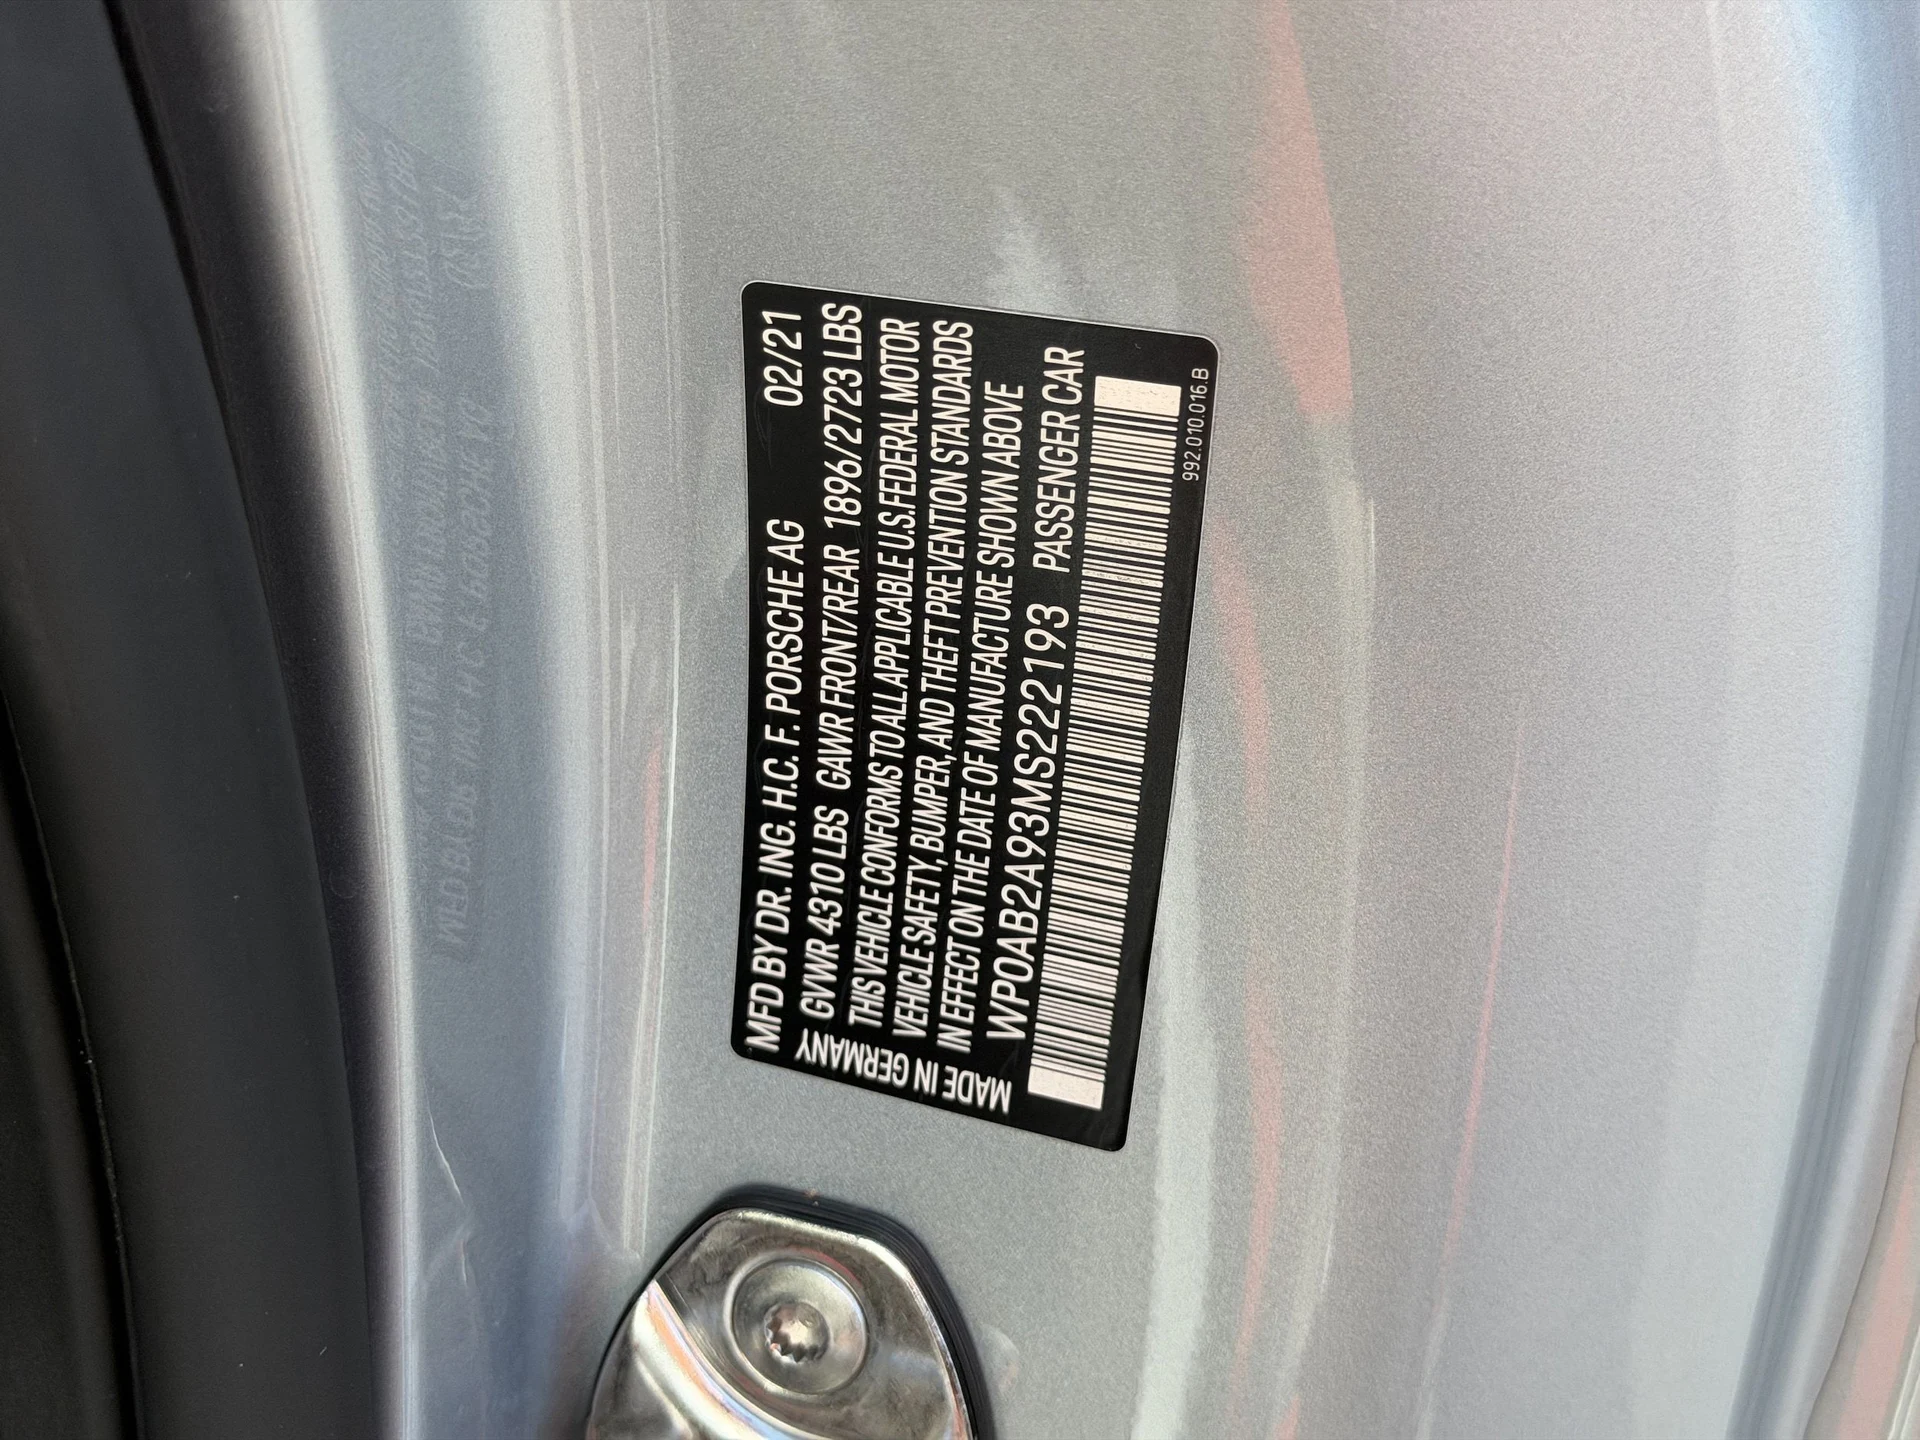 MFD BY DR. ING. H.C. F. PORSCHE AG 02/21
GVWR 4310 LBS GAWR FRONT/REAR 1896/2723 LBS
THIS VEHICLE CONFORMS TO ALL APPLICABLE U.S. FEDERAL MOTOR
VEHICLE SAFETY, BUMPER, AND THEFT PREVENTION STANDARDS
IN EFFECT ON THE DATE OF MANUFACTURE SHOWN ABOVE
WP0AB2A93MS222193 PASSENGER CAR
MADE IN GERMANY
992.010.016.B